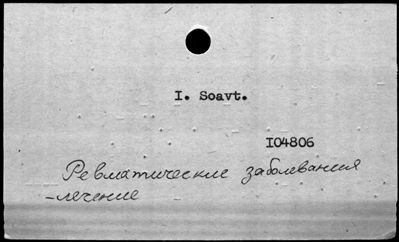 I. Soavt.
I04806
Ревматические заболевания
-лечение